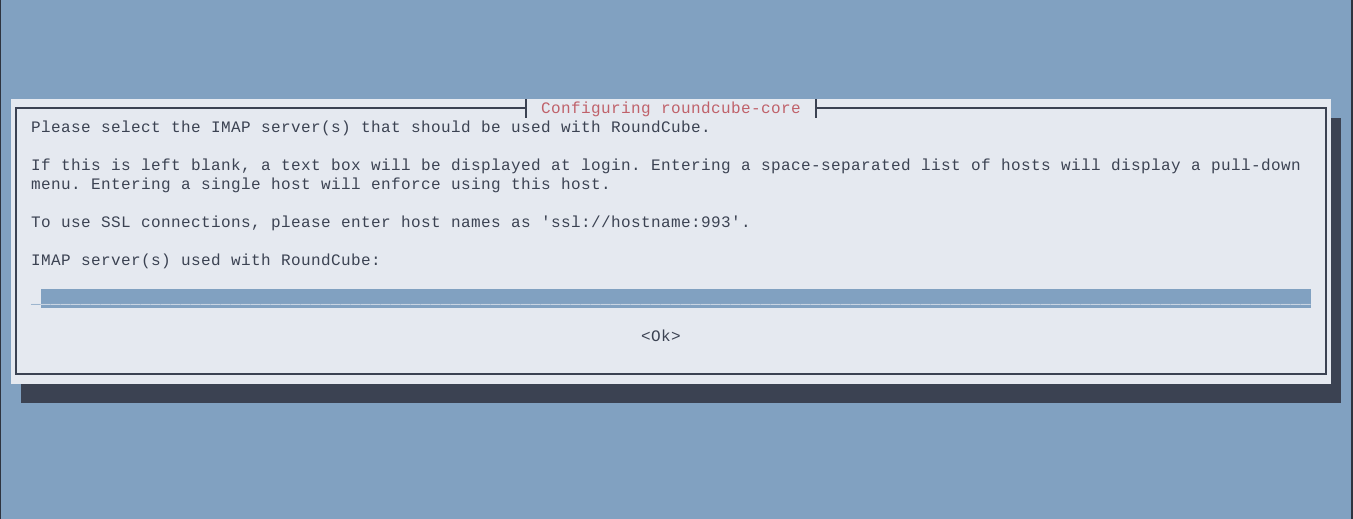 Configuring roundcube-core
Please select the IMAP server(s) that should be used with RoundCube.
If this is left blank, a text box will be displayed at login. Entering a space-separated list of hosts will display a pull-down
menu. Entering a single host will enforce using this host.
To use SSL connections, please enter host names as 'ssl://hostname:993'.
IMAP server(s) used with RoundCube:
<Ok>